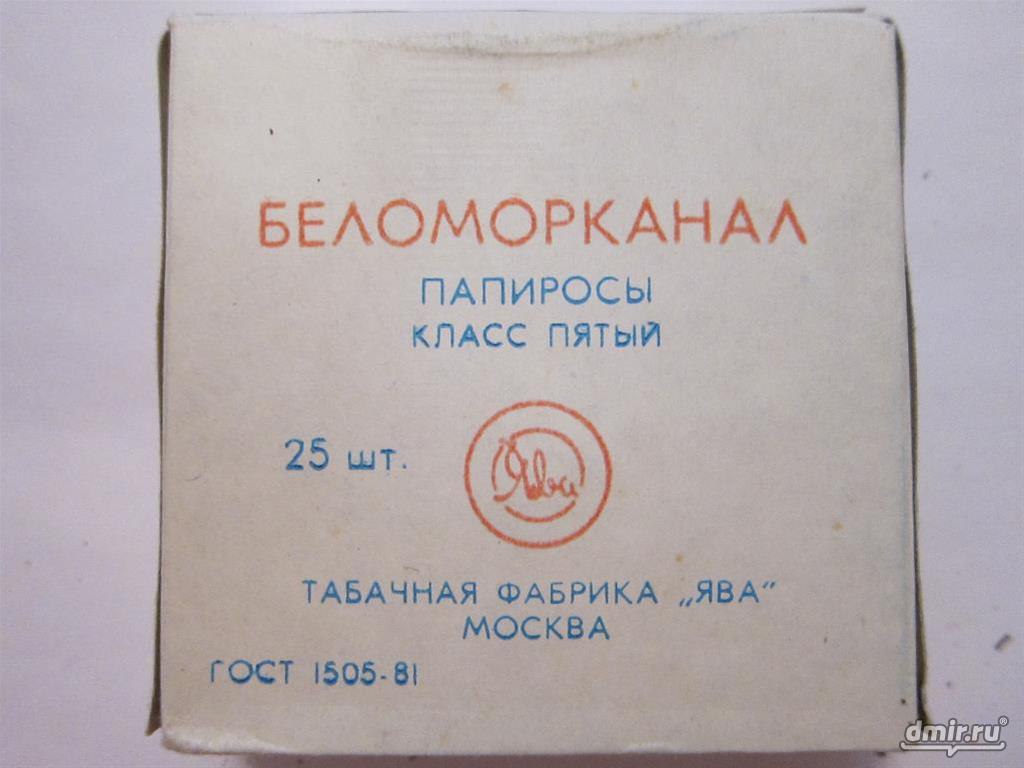 БЕЛОМОРКАНАЛ
ПАПИРОСЫ
КЛАСС ПЯТЫЙ
25 шт.
Ява
ТАБАЧНАЯ ФАБРИКА „ЯВА"
МОСКВА
ГОСТ 1505-81
dmir.ru®